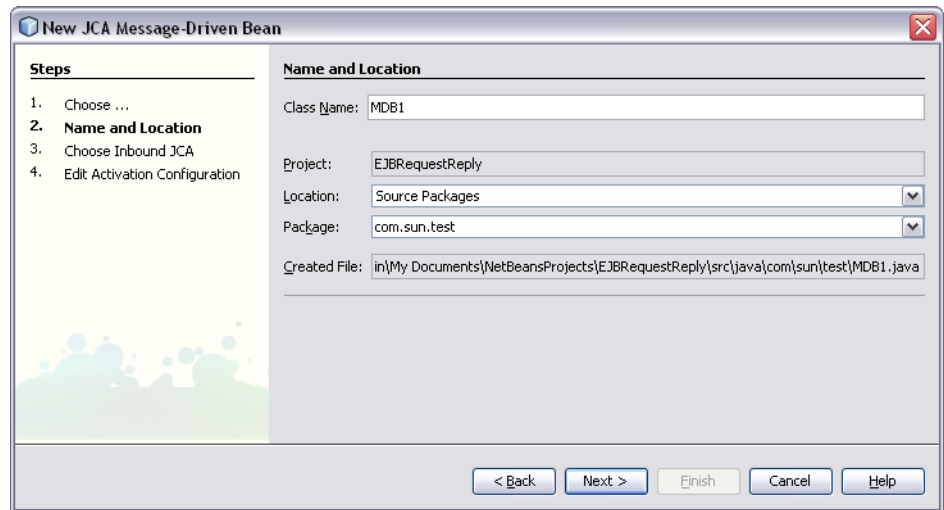 New JCA Message-Driven Bean
Steps
1. Choose ...
2. Name and Location
3. Choose Inbound JCA
4. Edit Activation Configuration
Name and Location
Class Name: MDB1
Project: EJBRequestReply
Location: Source Packages
Package: com.sun.test
Created File: in\My Documents\NetBeansProjects\EJBRequestReply\src\java\com\sun\test\MDB1.java
< Back Next > Finish Cancel Help